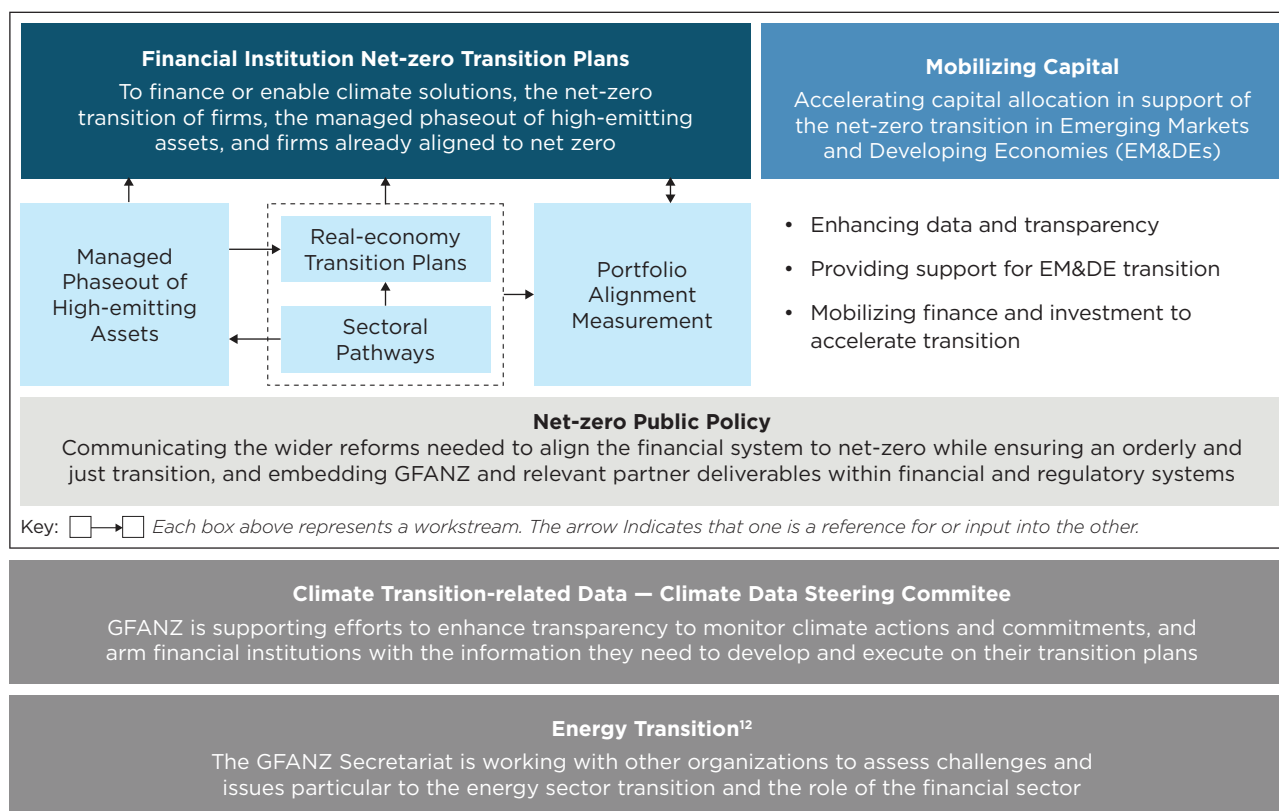 Financial Institution Net-zero Transition Plans
To finance or enable climate solutions, the net-zero
transition of firms, the managed phaseout of high-emitting
assets, and firms already aligned to net zero
Mobilizing Capital
Accelerating capital allocation in support of
the net-zero transition in Emerging Markets
and Developing Economies (EM&DEs)
Managed
Phaseout of
High-emitting
Assets
Real-economy
Transition Plans
Sectoral
Pathways
Portfolio
Alignment
Measurement
• Enhancing data and transparency
• Providing support for EM&DE transition
• Mobilizing finance and investment to
accelerate transition
Net-zero Public Policy
Communicating the wider reforms needed to align the financial system to net-zero while ensuring an orderly and
just transition, and embedding GFANZ and relevant partner deliverables within financial and regulatory systems
Key: Each box above represents a workstream. The arrow Indicates that one is a reference for or input into the other.
Climate Transition-related Data — Climate Data Steering Commitee
GFANZ is supporting efforts to enhance transparency to monitor climate actions and commitments, and
arm financial institutions with the information they need to develop and execute on their transition plans
Energy Transition¹²
The GFANZ Secretariat is working with other organizations to assess challenges and
issues particular to the energy sector transition and the role of the financial sector